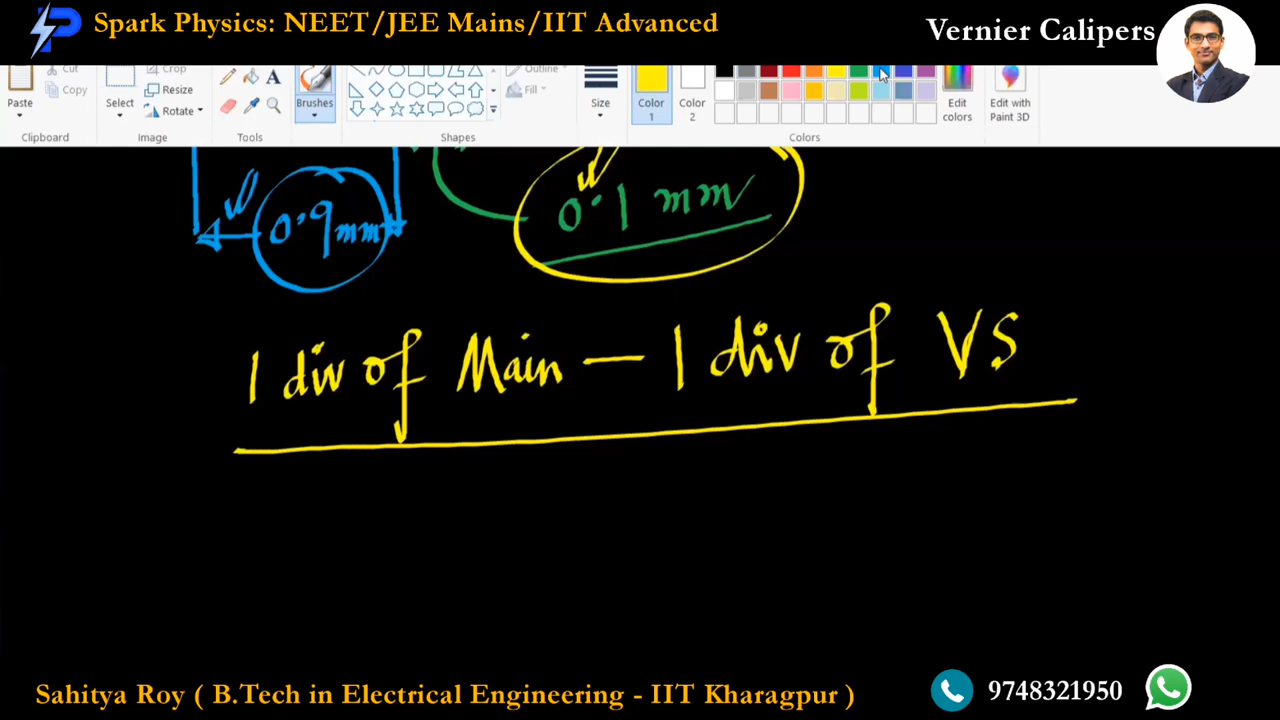 Spark Physics: NEET/JEE Mains/IIT Advanced
Vernier Calipers
Cut
Copy
Paste
Clipboard
Crop
Resize
Rotate
Select
Image
A
Tools
Brushes
Outline
Fill
Shapes
Size
Color 1
Color 2
Edit colors
Edit with Paint 3D
Colors
0.9 mm
0.1 mm
1 div of Main — 1 div of VS
Sahitya Roy ( B.Tech in Electrical Engineering - IIT Kharagpur )
9748321950